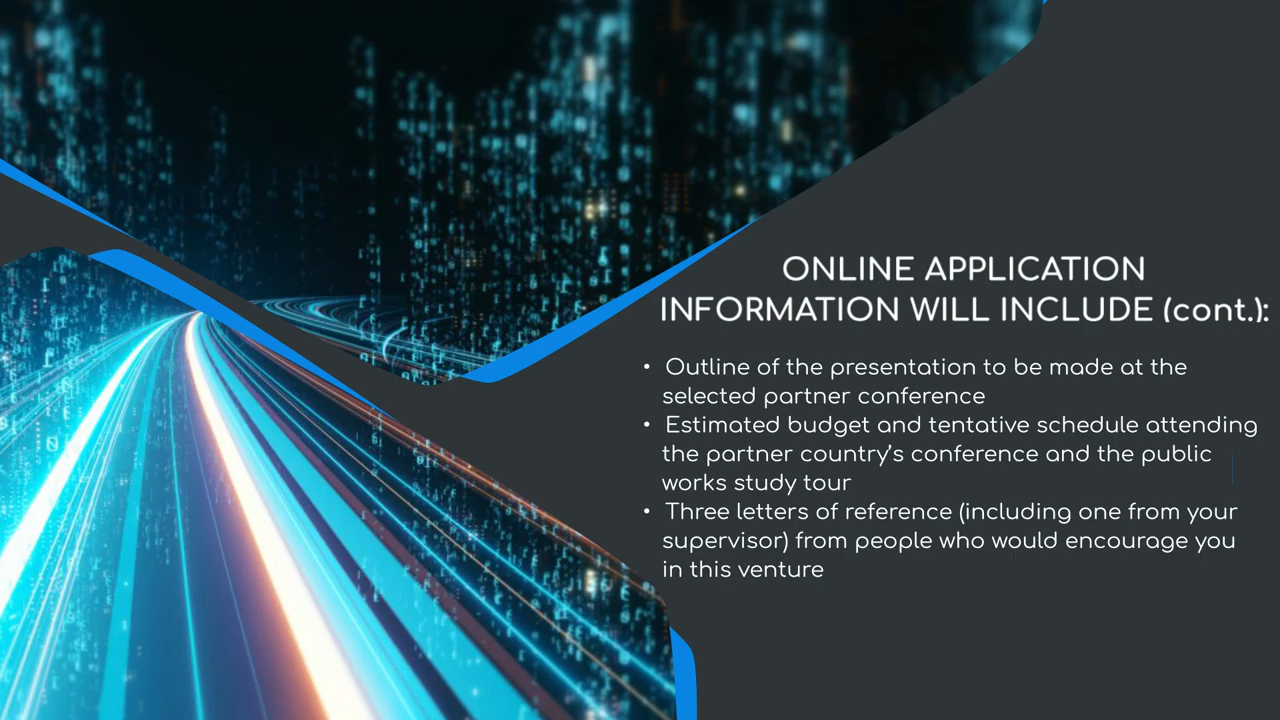 ONLINE APPLICATION
INFORMATION WILL INCLUDE (cont.):
• Outline of the presentation to be made at the
selected partner conference
• Estimated budget and tentative schedule attending
the partner country’s conference and the public
works study tour
• Three letters of reference (including one from your
supervisor) from people who would encourage you
in this venture